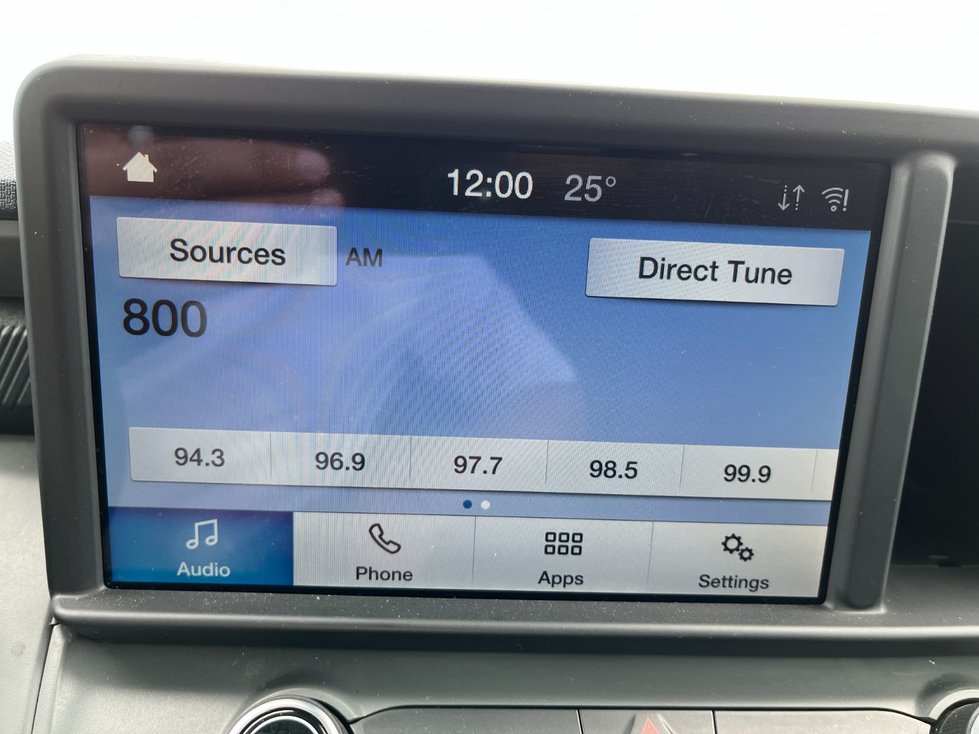 12:00 25°
Sources AM Direct Tune
800
94.3 96.9 97.7 98.5 99.9
Audio Phone Apps Settings